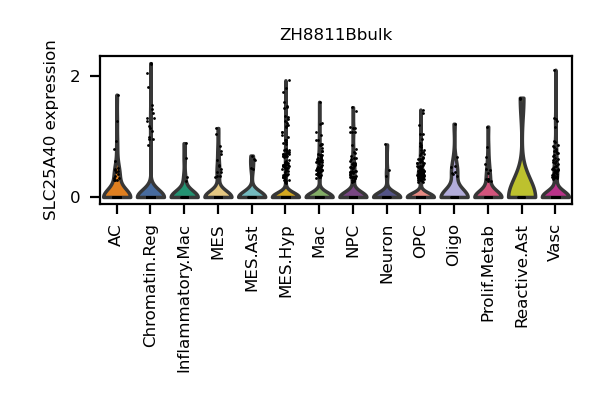 ZH8811Bbulk
SLC25A40 expression
2
0
AC
Chromatin.Reg
Inflammatory.Mac
MES
MES.Ast
MES.Hyp
Mac
NPC
Neuron
OPC
Oligo
Prolif.Metab
Reactive.Ast
Vasc